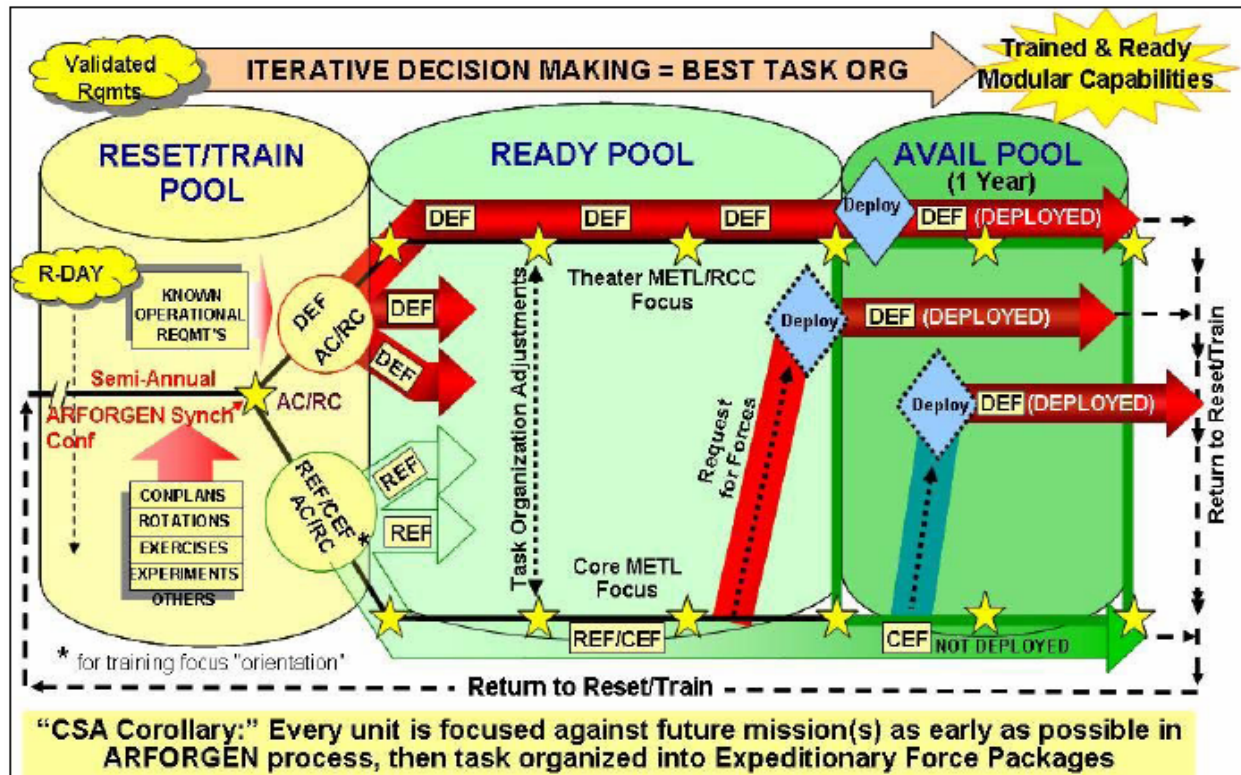 Validated
Rqmts
ITERATIVE DECISION MAKING = BEST TASK ORG
Trained & Ready
Modular Capabilities
RESET/TRAIN
POOL
READY POOL
AVAIL POOL
(1 Year)
R-DAY
KNOWN
OPERATIONAL
REQMT'S
Semi-Annual
ARFORGEN Synch
Conf
AC/RC
CONPLANS
ROTATIONS
EXERCISES
EXPERIMENTS
OTHERS
* for training focus "orientation"
DEF
AC/RC
REF/CEF *
AC/RC
DEF
DEF
DEF
DEF
DEF
REF
REF
Task Organization Adjustments
Theater METL/RCC
Focus
Core METL
Focus
REF/CEF
Request
for Forces
Deploy
DEF (DEPLOYED)
Deploy
DEF (DEPLOYED)
Deploy
DEF (DEPLOYED)
CEF NOT DEPLOYED
Return to Reset/Train
Return to Reset/Train
"CSA Corollary:" Every unit is focused against future mission(s) as early as possible in
ARFORGEN process, then task organized into Expeditionary Force Packages